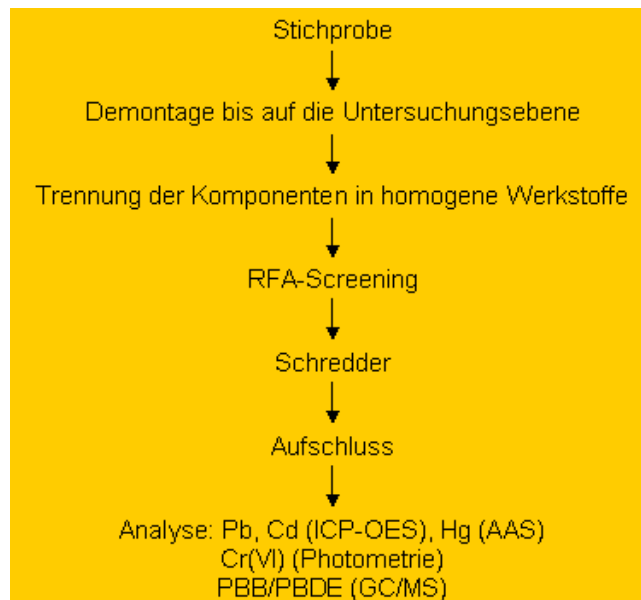 Stichprobe
Demontage bis auf die Untersuchungsebene
Trennung der Komponenten in homogene Werkstoffe
RFA-Screening
Schredder
Aufschluss
Analyse: Pb, Cd (ICP-OES), Hg (AAS)
Cr(VI) (Photometrie)
PBB/PBDE (GC/MS)